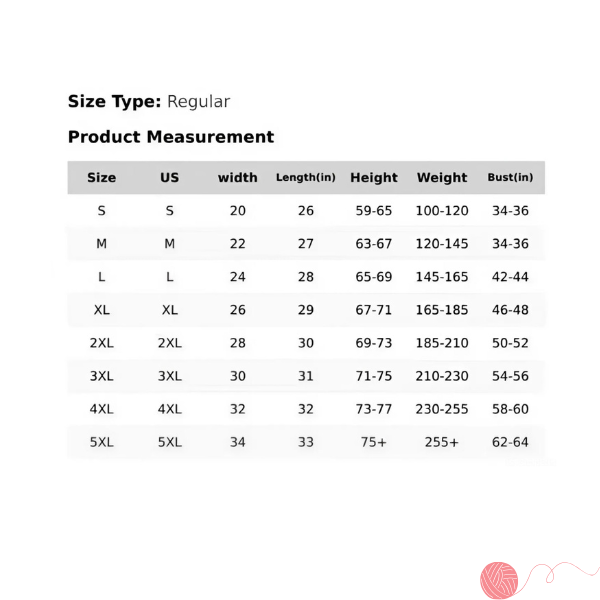 Size Type: Regular
Product Measurement
Size US width Length(in) Height Weight Bust(in)
S S 20 26 59-65 100-120 34-36
M M 22 27 63-67 120-145 34-36
L L 24 28 65-69 145-165 42-44
XL XL 26 29 67-71 165-185 46-48
2XL 2XL 28 30 69-73 185-210 50-52
3XL 3XL 30 31 71-75 210-230 54-56
4XL 4XL 32 32 73-77 230-255 58-60
5XL 5XL 34 33 75+ 255+ 62-64